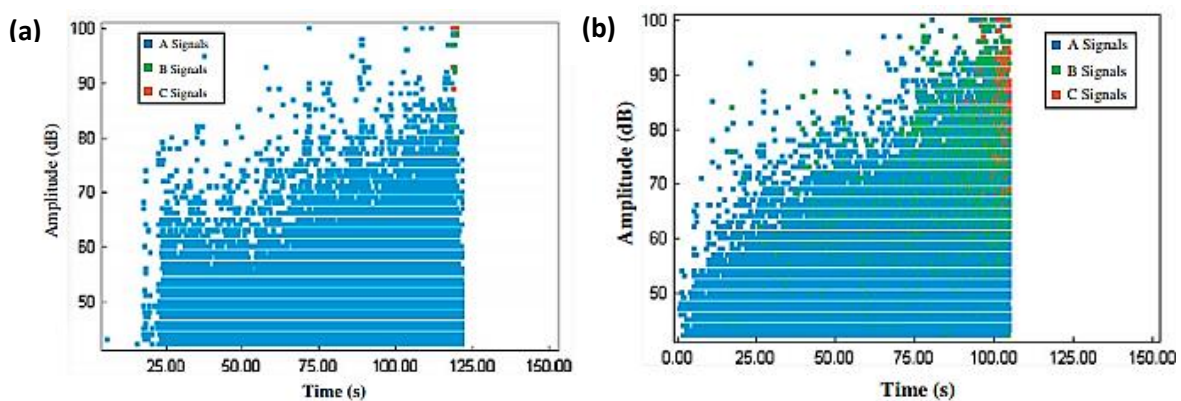 (a)
100
90
80
70
60
50
Amplitude (dB)
A Signals
B Signals
C Signals
25.00 50.00 75.00 100.00 125.00 150.00
Time (s)
(b)
100
90
80
70
60
50
Amplitude (dB)
A Signals
B Signals
C Signals
0.00 25.00 50.00 75.00 100.00 125.00 150.00
Time (s)